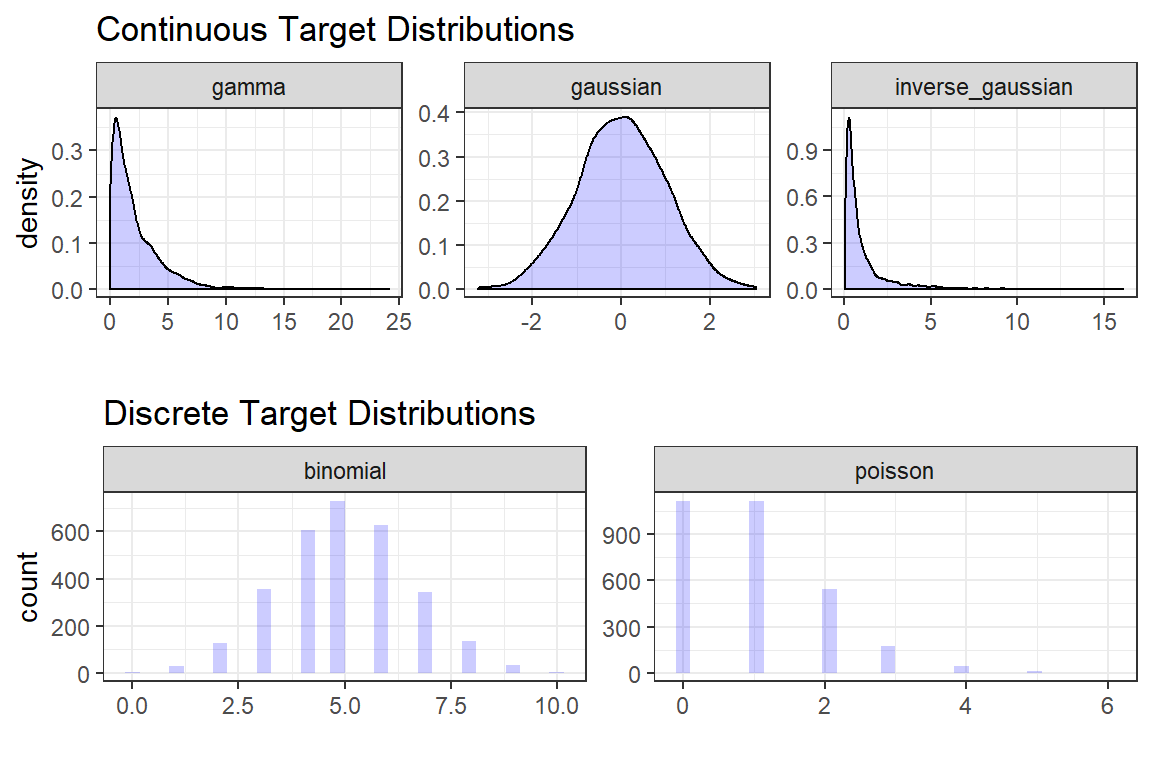 Continuous Target Distributions
gamma
gaussian
inverse_gaussian
density
0.3
0.2
0.1
0.0
0 5 10 15 20 25
0.4
0.3
0.2
0.1
0.0
-2 0 2
0.9
0.6
0.3
0.0
0 5 10 15
Discrete Target Distributions
binomial
poisson
count
600
400
200
0
0.0 2.5 5.0 7.5 10.0
900
600
300
0
0 2 4 6